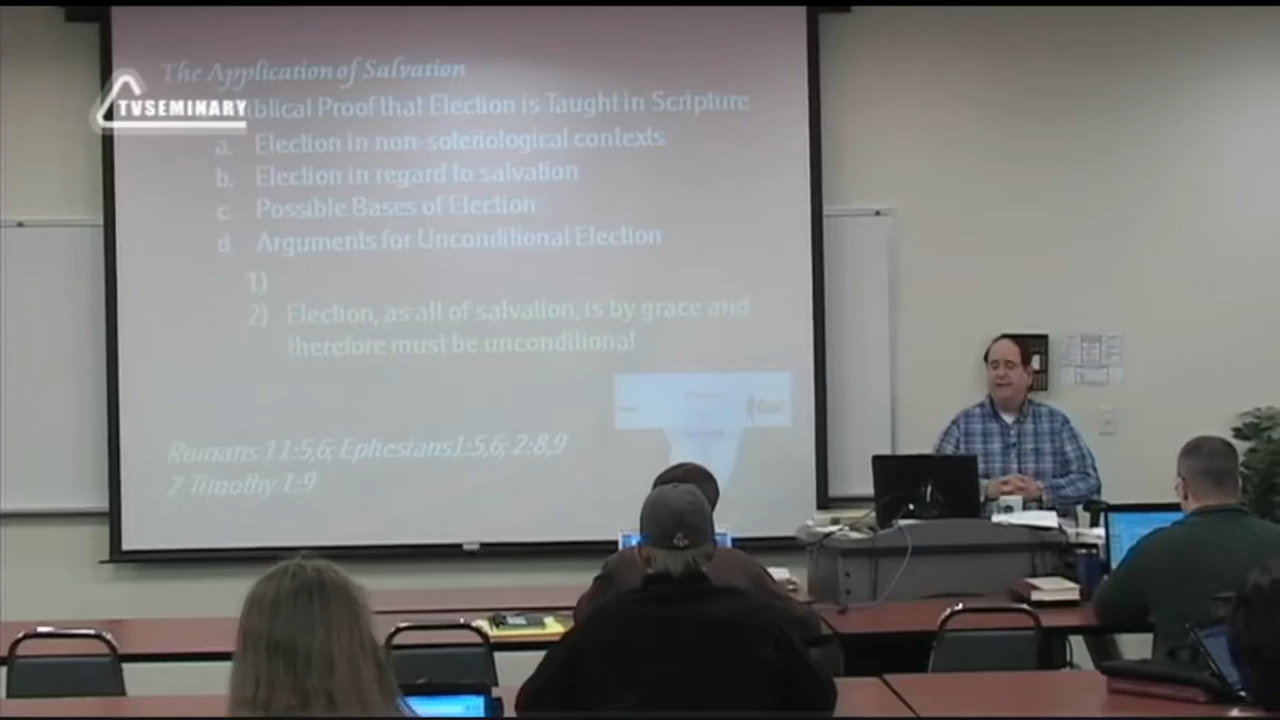 The Application of Salvation
TVSEMINARY
iblical Proof that Election is Taught in Scripture
a. Election in non-soteriological contexts
b. Election in regard to salvation
c. Possible Bases of Election
d. Arguments for Unconditional Election
1)
2) Election, as all of salvation, is by grace and
therefore must be unconditional
Romans 11:5,6; Ephesians1:5,6; 2:8,9
2 Timothy 1:9